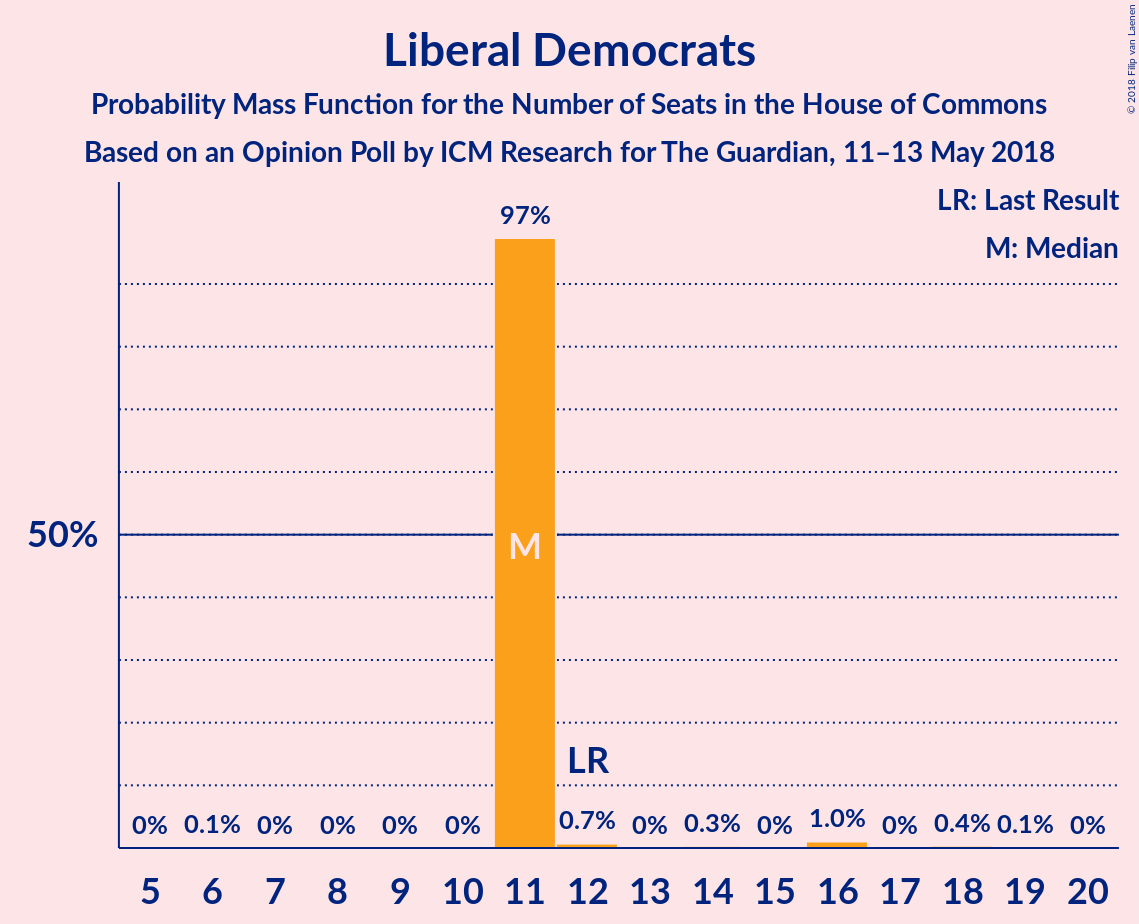 Liberal Democrats
Probability Mass Function for the Number of Seats in the House of Commons
Based on an Opinion Poll by ICM Research for The Guardian, 11–13 May 2018
© 2018 Filip van Laenen
LR: Last Result
M: Median
97%
50%
M
LR
0% 0.1% 0% 0% 0% 0% 0.7% 0% 0.3% 0% 1.0% 0% 0.4% 0.1% 0%
5 6 7 8 9 10 11 12 13 14 15 16 17 18 19 20